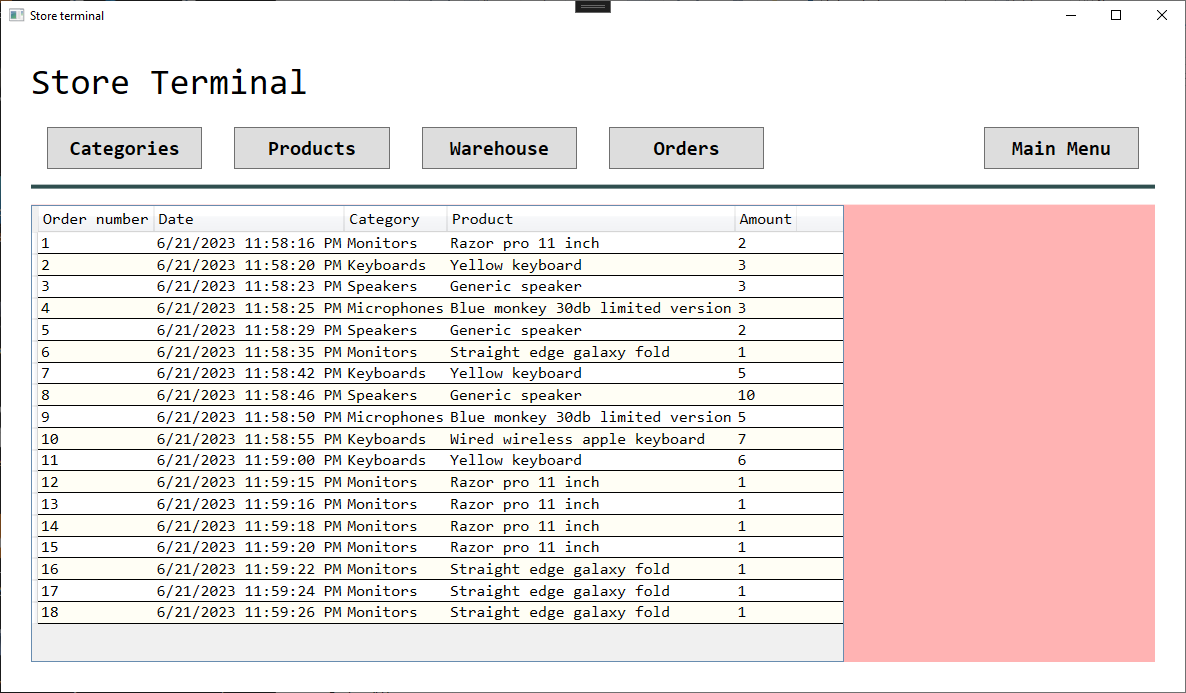 Store terminal
Store Terminal
Categories Products Warehouse Orders Main Menu
Order number Date Category Product Amount
1 6/21/2023 11:58:16 PM Monitors Razor pro 11 inch 2
2 6/21/2023 11:58:20 PM Keyboards Yellow keyboard 3
3 6/21/2023 11:58:23 PM Speakers Generic speaker 3
4 6/21/2023 11:58:25 PM Microphones Blue monkey 30db limited version 3
5 6/21/2023 11:58:29 PM Speakers Generic speaker 2
6 6/21/2023 11:58:35 PM Monitors Straight edge galaxy fold 1
7 6/21/2023 11:58:42 PM Keyboards Yellow keyboard 5
8 6/21/2023 11:58:46 PM Speakers Generic speaker 10
9 6/21/2023 11:58:50 PM Microphones Blue monkey 30db limited version 5
10 6/21/2023 11:58:55 PM Keyboards Wired wireless apple keyboard 7
11 6/21/2023 11:59:00 PM Keyboards Yellow keyboard 6
12 6/21/2023 11:59:15 PM Monitors Razor pro 11 inch 1
13 6/21/2023 11:59:16 PM Monitors Razor pro 11 inch 1
14 6/21/2023 11:59:18 PM Monitors Razor pro 11 inch 1
15 6/21/2023 11:59:20 PM Monitors Razor pro 11 inch 1
16 6/21/2023 11:59:22 PM Monitors Straight edge galaxy fold 1
17 6/21/2023 11:59:24 PM Monitors Straight edge galaxy fold 1
18 6/21/2023 11:59:26 PM Monitors Straight edge galaxy fold 1